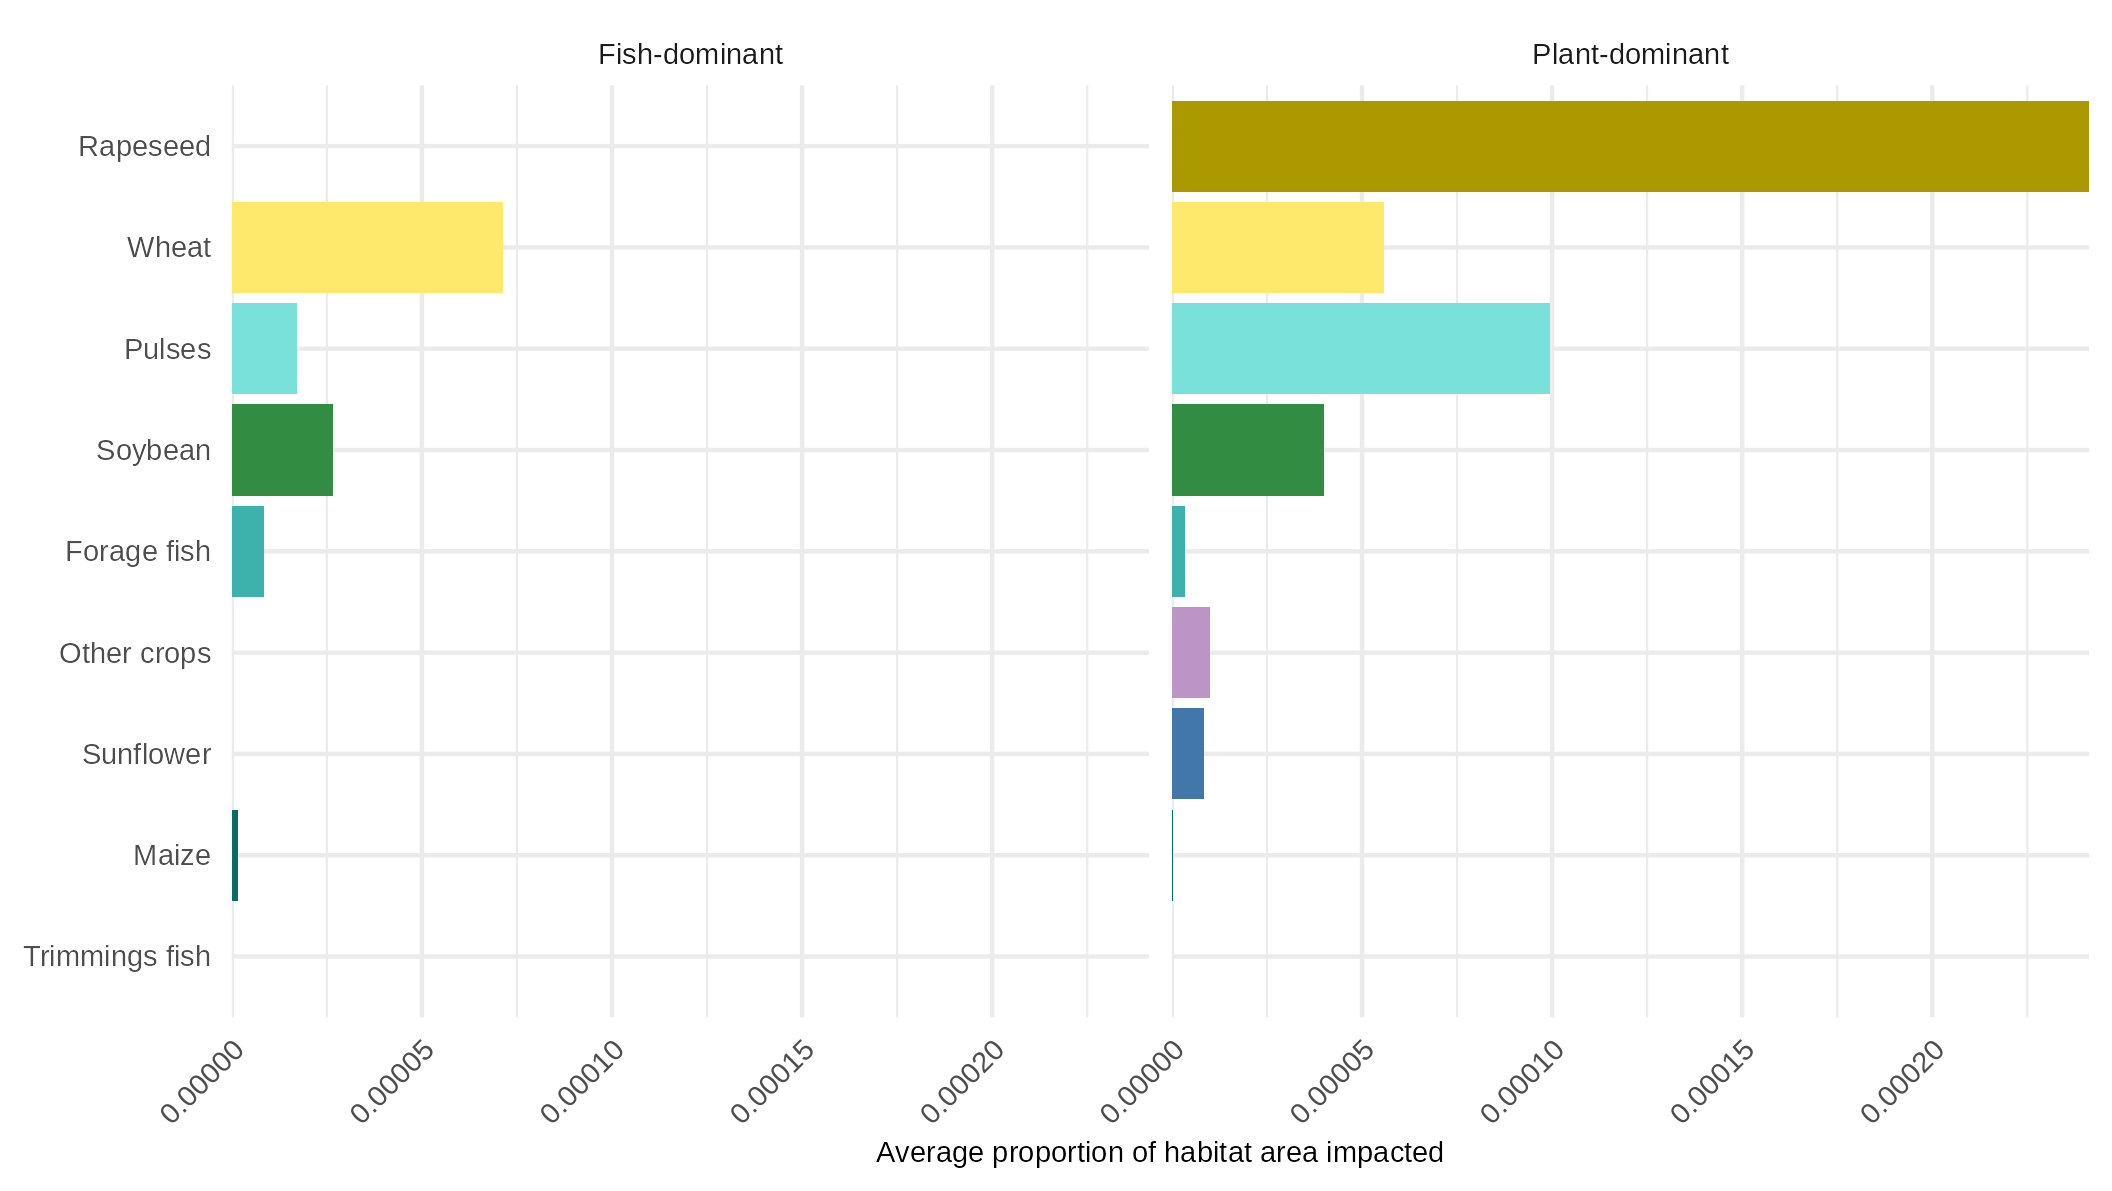 Fish-dominant
Plant-dominant
Rapeseed
Wheat
Pulses
Soybean
Forage fish
Other crops
Sunflower
Maize
Trimmings fish
0.00000
0.00005
0.00010
0.00015
0.00020
0.00000
0.00005
0.00010
0.00015
0.00020
Average proportion of habitat area impacted